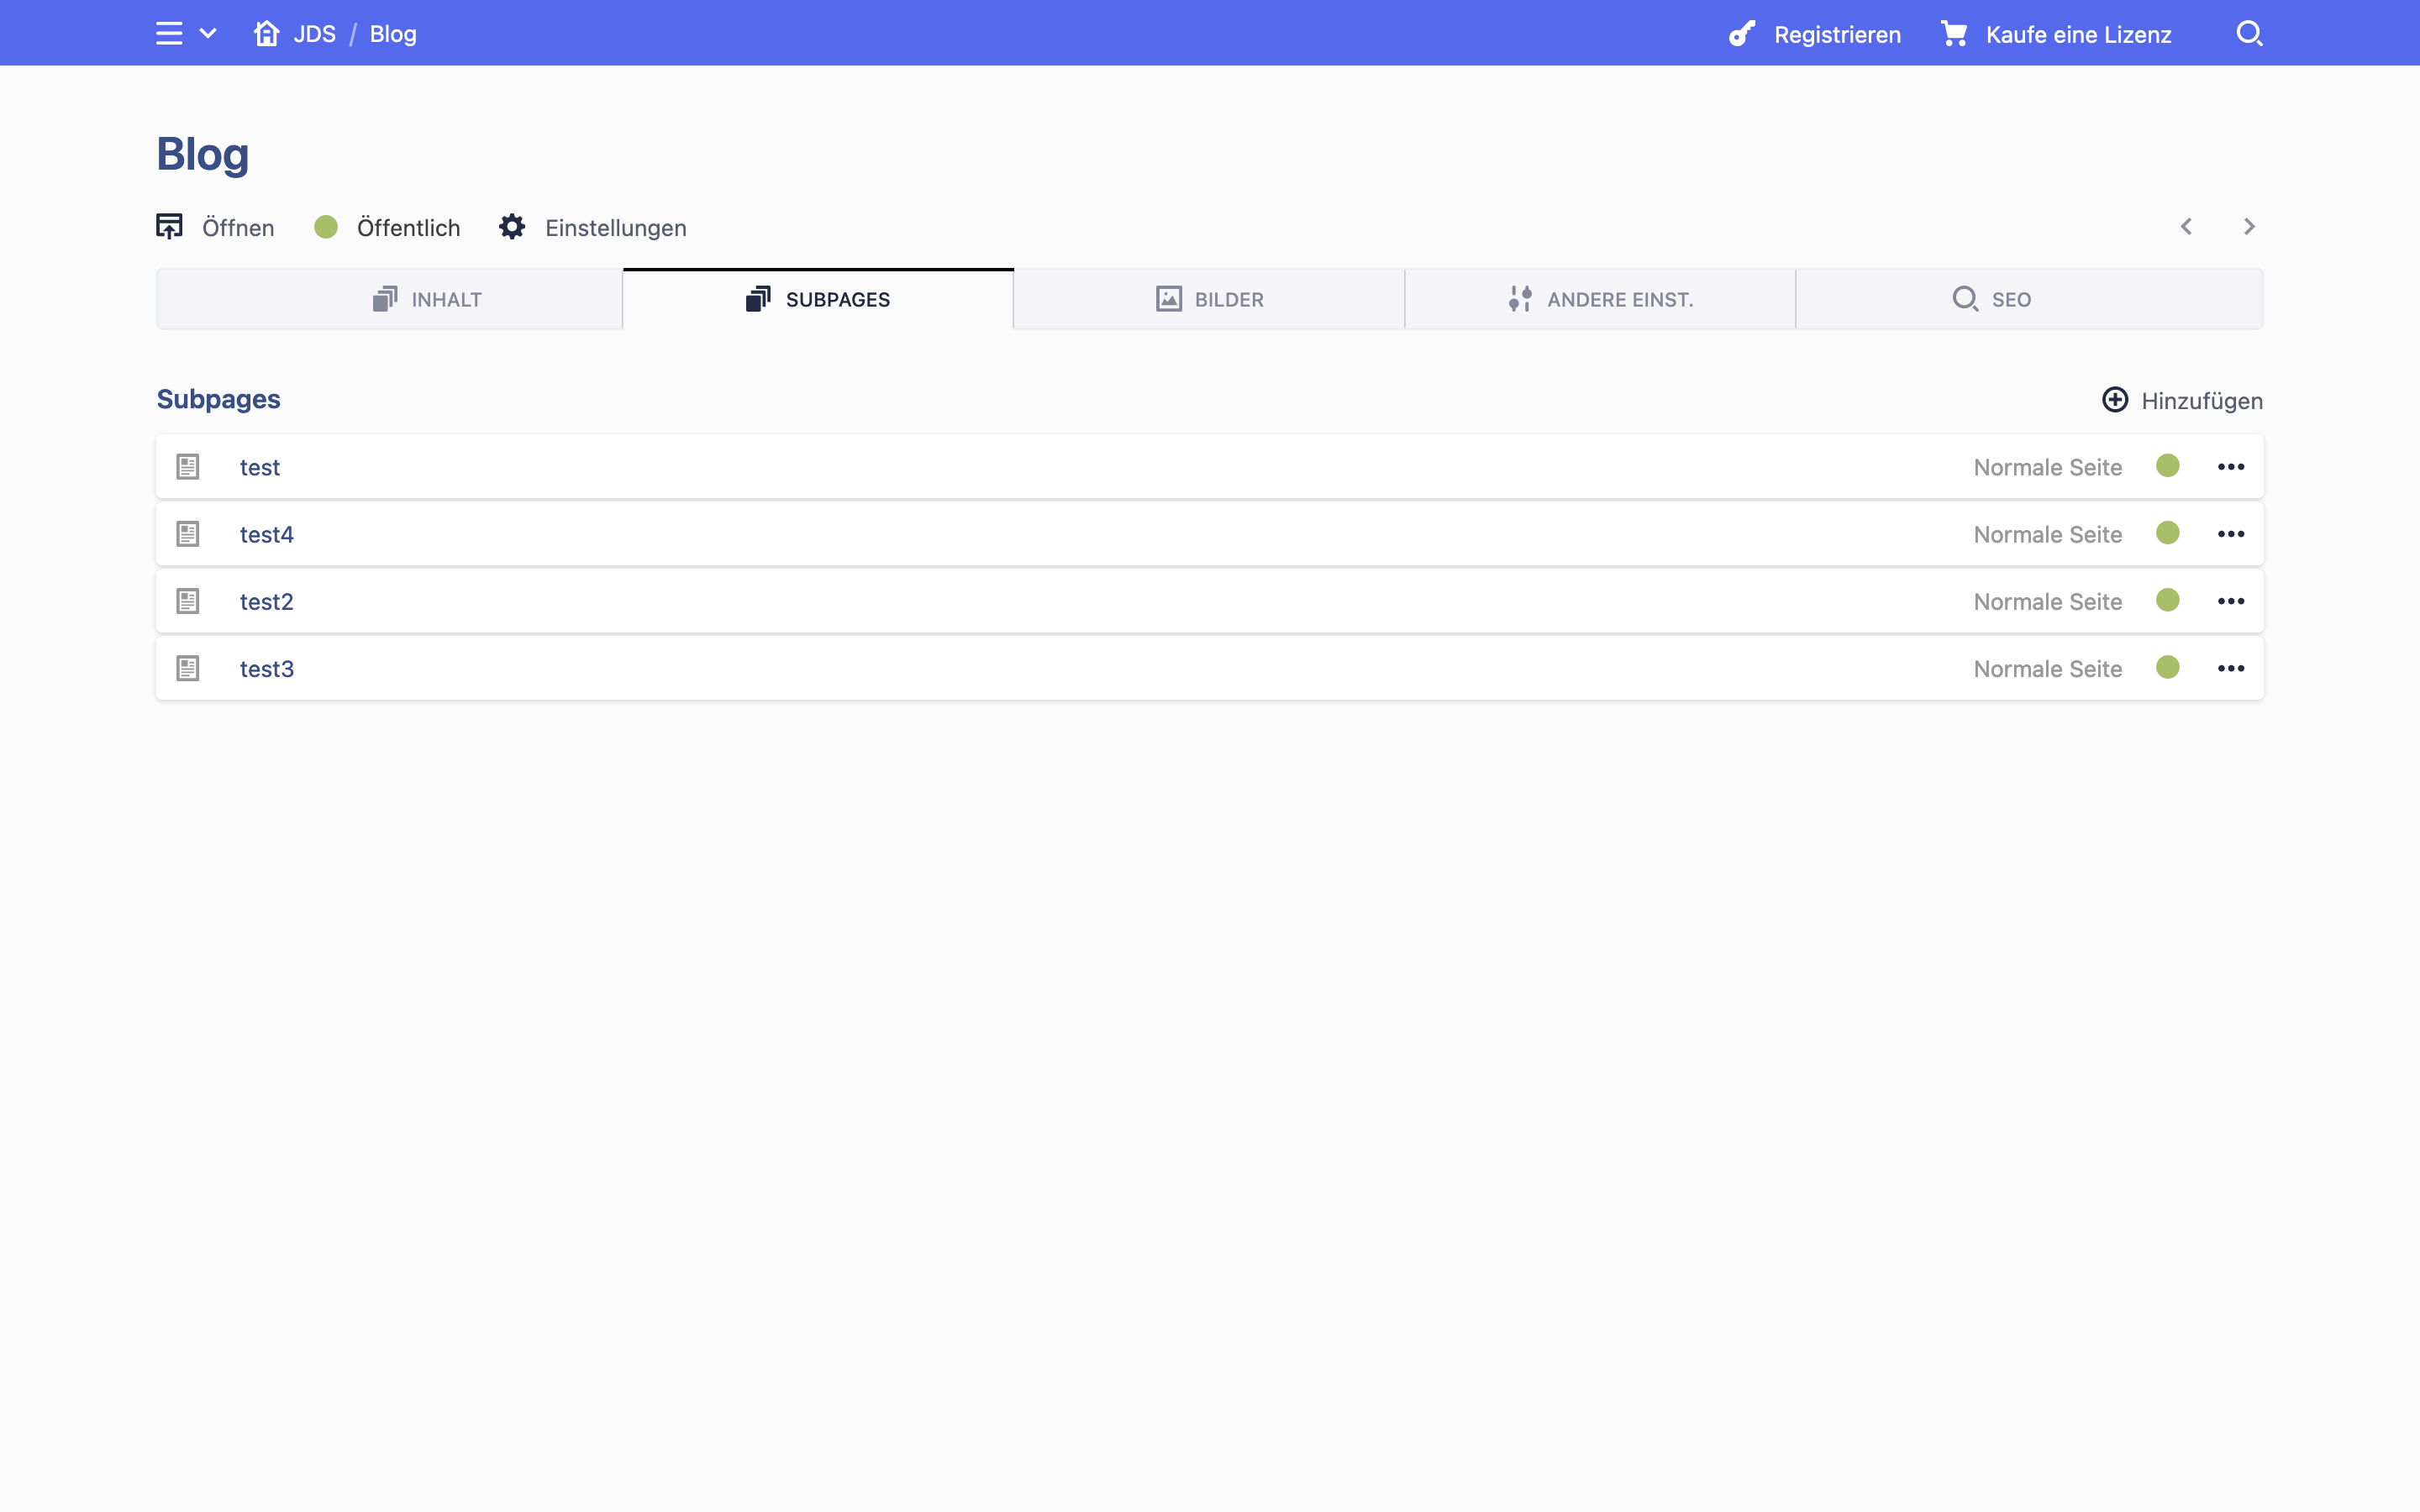 JDS / Blog
Registrieren
Kaufe eine Lizenz
Blog
Öffnen
Öffentlich
Einstellungen
INHALT
SUBPAGES
BILDER
ANDERE EINST.
SEO
Subpages
Hinzufügen
test
Normale Seite
test4
Normale Seite
test2
Normale Seite
test3
Normale Seite